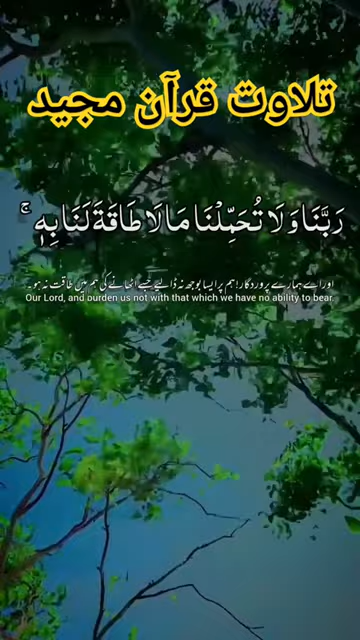 تلاوت قرآن مجید
رَبَّنَا وَلَا تُحَمِّلْنَا مَا لَا طَاقَةَ لَنَا بِهٖ ۚ
اور اے ہمارے پروردگار! ہم پر ایسا بوجھ نہ ڈالیے جسے اٹھانے کی ہم میں طاقت نہ ہو۔
Our Lord, and burden us not with that which we have no ability to bear.